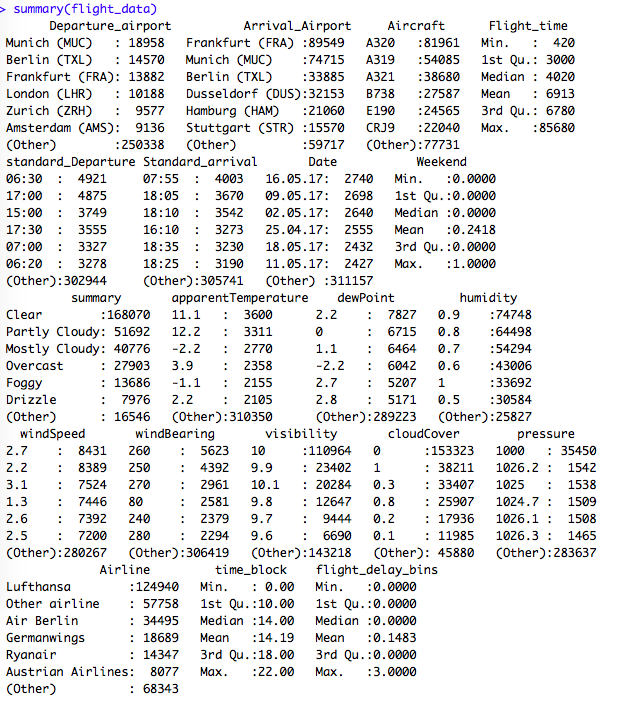 > summary(flight_data)
Departure_airport Arrival_Airport Aircraft Flight_time
Munich (MUC) : 18958 Frankfurt (FRA) :89549 A320 :81961 Min. : 420
Berlin (TXL) : 14570 Munich (MUC) :74715 A319 :54085 1st Qu.: 3000
Frankfurt (FRA): 13882 Berlin (TXL) :33885 A321 :38680 Median : 4020
London (LHR) : 10188 Dusseldorf (DUS):32153 B738 :27587 Mean : 6913
Zurich (ZRH) : 9577 Hamburg (HAM) :21060 E190 :24565 3rd Qu.: 6780
Amsterdam (AMS): 9136 Stuttgart (STR) :15570 CRJ9 :22040 Max. :85680
(Other) :250338 (Other) :59717 (Other):77731
standard_Departure Standard_arrival Date Weekend
06:30 : 4921 07:55 : 4003 16.05.17: 2740 Min. :0.0000
17:00 : 4875 18:05 : 3670 09.05.17: 2698 1st Qu.:0.0000
15:00 : 3749 18:10 : 3542 02.05.17: 2640 Median :0.0000
17:30 : 3555 16:10 : 3273 25.04.17: 2555 Mean :0.2418
07:00 : 3327 18:35 : 3230 18.05.17: 2432 3rd Qu.:0.0000
06:20 : 3278 18:25 : 3190 11.05.17: 2427 Max. :1.0000
(Other):302944 (Other):305741 (Other) :311157
summary apparentTemperature dewPoint humidity
Clear :168070 11.1 : 3600 2.2 : 7827 0.9 :74748
Partly Cloudy: 51692 12.2 : 3311 0 : 6715 0.8 :64498
Mostly Cloudy: 40776 -2.2 : 2770 1.1 : 6464 0.7 :54294
Overcast : 27903 3.9 : 2358 -2.2 : 6042 0.6 :43006
Foggy : 13686 -1.1 : 2155 2.7 : 5207 1 :33692
Drizzle : 7976 2.2 : 2105 2.8 : 5171 0.5 :30584
(Other) : 16546 (Other):310350 (Other):289223 (Other):25827
windSpeed windBearing visibility cloudCover pressure
2.7 : 8431 260 : 5623 10 :110964 0 :153323 1000 : 35450
2.2 : 8389 250 : 4392 9.9 : 23402 1 : 38211 1026.2 : 1542
3.1 : 7524 270 : 2961 10.1 : 20284 0.3 : 33407 1025 : 1538
1.3 : 7446 80 : 2581 9.8 : 12647 0.8 : 25907 1024.7 : 1509
2.6 : 7392 240 : 2379 9.7 : 9444 0.2 : 17936 1026.1 : 1508
2.5 : 7200 280 : 2294 9.6 : 6690 0.1 : 11985 1026.3 : 1465
(Other):280267 (Other):306419 (Other):143218 (Other): 45880 (Other):283637
Airline time_block flight_delay_bins
Lufthansa :124940 Min. : 0.00 Min. :0.0000
Other airline : 57758 1st Qu.:10.00 1st Qu.:0.0000
Air Berlin : 34495 Median :14.00 Median :0.0000
Germanwings : 18689 Mean :14.19 Mean :0.1483
Ryanair : 14347 3rd Qu.:18.00 3rd Qu.:0.0000
Austrian Airlines: 8077 Max. :22.00 Max. :3.0000
(Other) : 68343